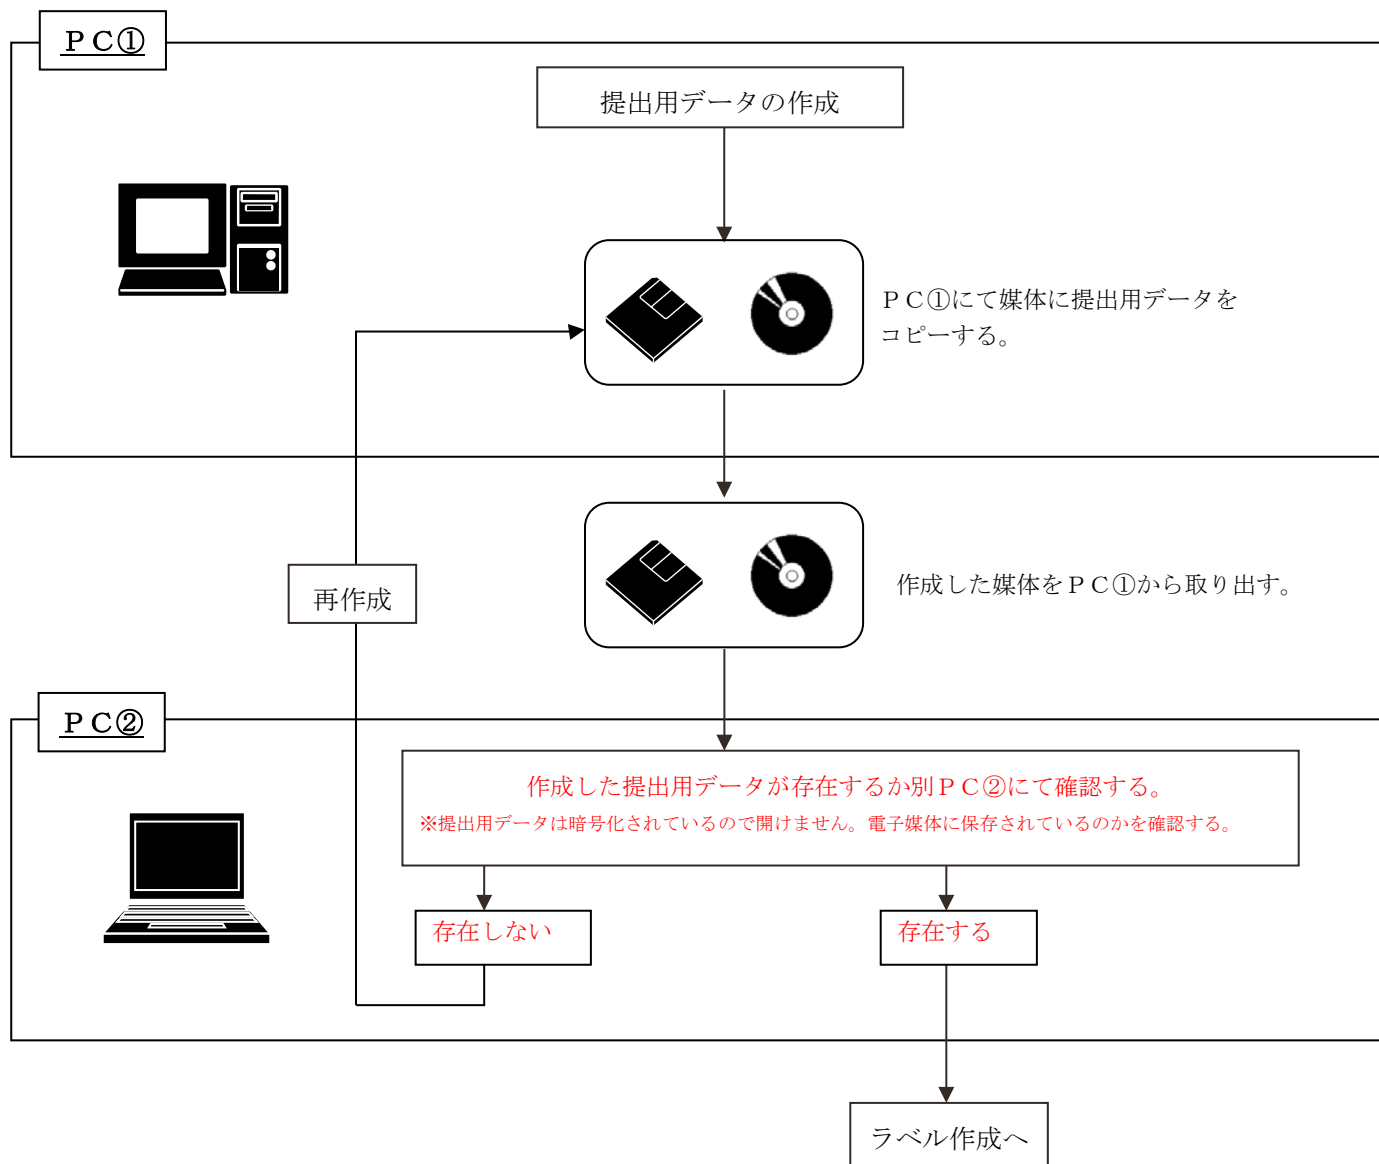 ＰＣ①
提出用データの作成
ＰＣ①にて媒体に提出用データを
コピーする。
作成した媒体をＰＣ①から取り出す。
再作成
ＰＣ②
作成した提出用データが存在するか別ＰＣ②にて確認する。
※提出用データは暗号化されているので開けません。電子媒体に保存されているのかを確認する。
存在しない
存在する
ラベル作成へ